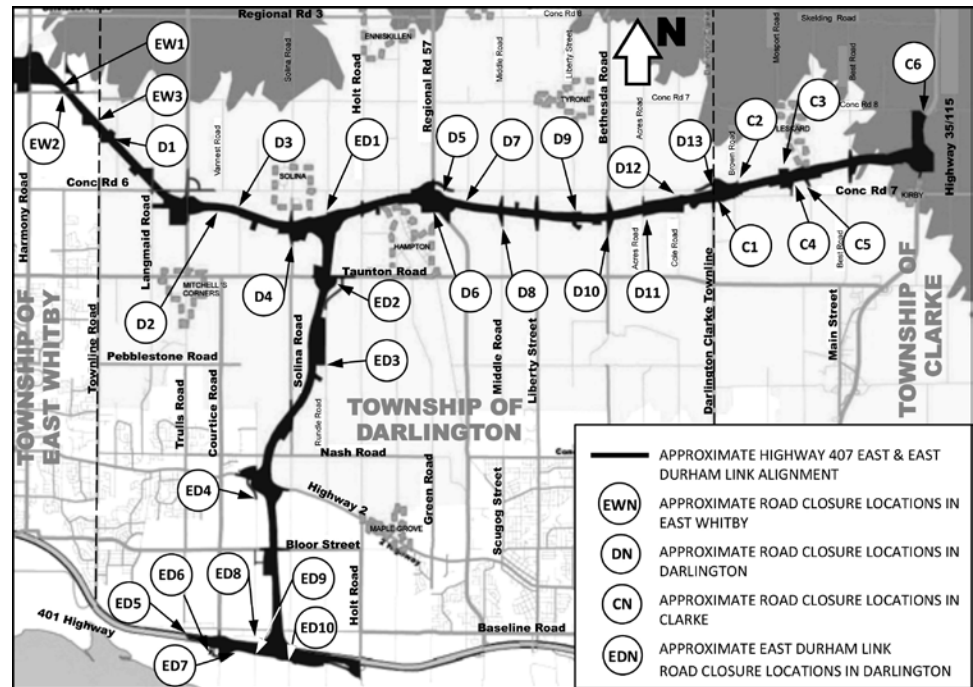 Regional Rd 3
Conc Rd 6
Skelding Road
ENNISKILLEN
Solina Road
Holt Road
Regional Rd 57
Middle Road
Liberty Street
TYRONE
Bethesda Road
N
Acres Road
Conc Rd 7
Mosport Road
Best Road
Conc Rd 8
LESKARD
C6
EW1
EW3
EW2
D1
Vannest Road
D3
SOLINA
ED1
D5
D7
D9
D12
D13
Brown Road
C2
C3
Highway 35/115
Harmony Road
Conc Rd 6
Langmaid Road
HAMPTON
Conc Rd 7
KIRBY
Acres Road
Cole Road
Best Road
C1
C4
C5
MITCHELL'S
CORNERS
D2
D4
Taunton Road
ED2
D6
D8
D10
D11
TOWNSHIP OF
EAST WHITBY
Townline Road
Pebblestone Road
Solina Road
ED3
Middle Road
Liberty Street
Darlington Clarke Townline
Main Street
TOWNSHIP OF
CLARKE
Trulls Road
Courtice Road
Rundle Road
TOWNSHIP OF
DARLINGTON
Nash Road
Green Road
ED4
Highway 2
MAPLE GROVE
Scugog Street
Bloor Street
ED6
ED8
ED9
Holt Road
ED5
ED10
401 Highway
ED7
Baseline Road
APPROXIMATE HIGHWAY 407 EAST & EAST
DURHAM LINK ALIGNMENT
EWN
APPROXIMATE ROAD CLOSURE LOCATIONS IN
EAST WHITBY
DN
APPROXIMATE ROAD CLOSURE LOCATIONS IN
DARLINGTON
CN
APPROXIMATE ROAD CLOSURE LOCATIONS IN
CLARKE
EDN
APPROXIMATE EAST DURHAM LINK
ROAD CLOSURE LOCATIONS IN DARLINGTON